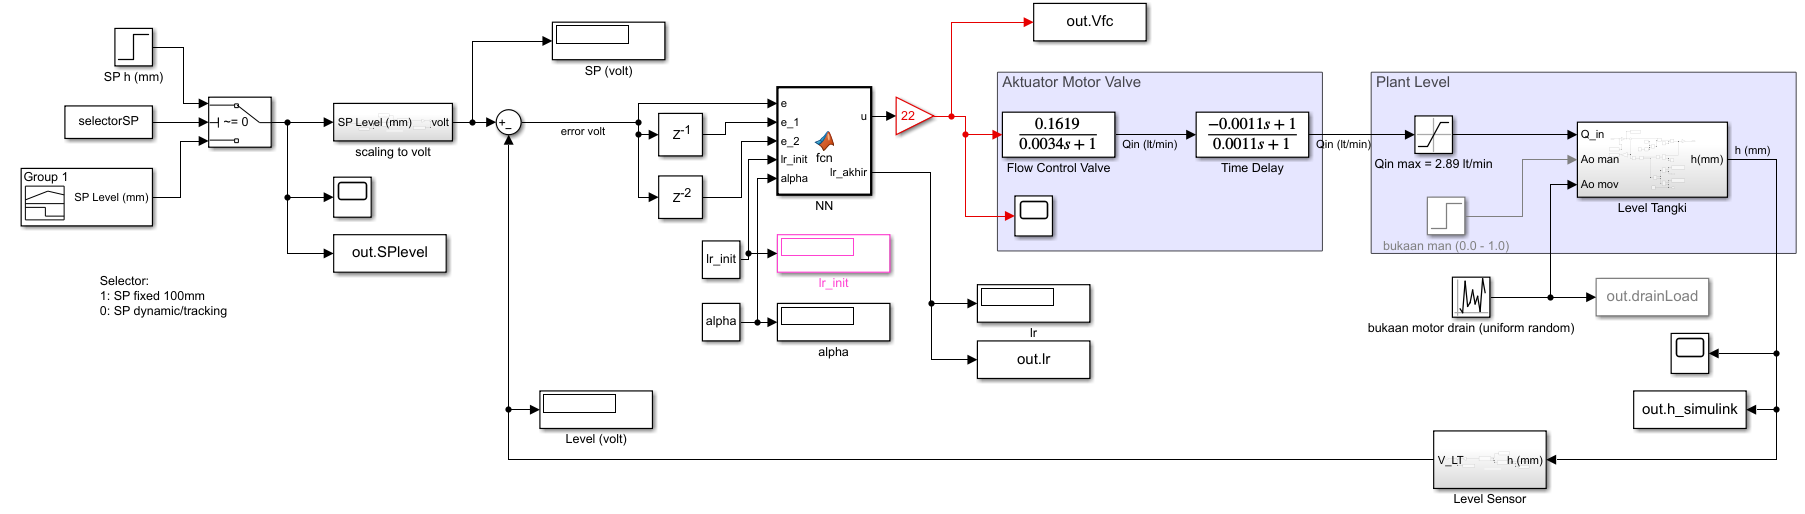 out.Vfc
SP h (mm)
SP (volt)
Aktuator Motor Valve
Plant Level
selectorSP
~= 0
SP Level (mm)
volt
scaling to volt
+
_
error volt
Z-1
Z-2
e
e_1
e_2
lr_init
alpha
fcn
u
lr_akhir
NN
22
0.1619
0.0034s + 1
Flow Control Valve
Qin (lt/min)
−0.0011s + 1
0.0011s + 1
Time Delay
Qin (lt/min)
Qin max = 2.89 lt/min
Q_in
Ao man
Ao mov
h(mm)
Level Tangki
h (mm)
Group 1
SP Level (mm)
out.SPlevel
bukaan man (0.0 - 1.0)
lr_init
lr_init
Selector:
1: SP fixed 100mm
0: SP dynamic/tracking
alpha
alpha
lr
out.lr
out.drainLoad
bukaan motor drain (uniform random)
out.h_simulink
Level (volt)
V_LT
h (mm)
Level Sensor